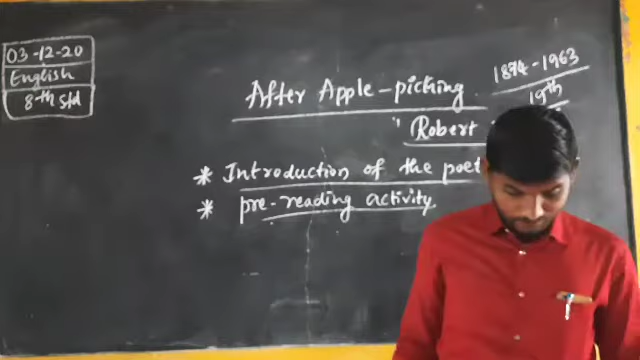 03-12-20
English
8th Std
After Apple-picking
1874-1963
19th
Robert
* Introduction of the poet
* pre-reading activity